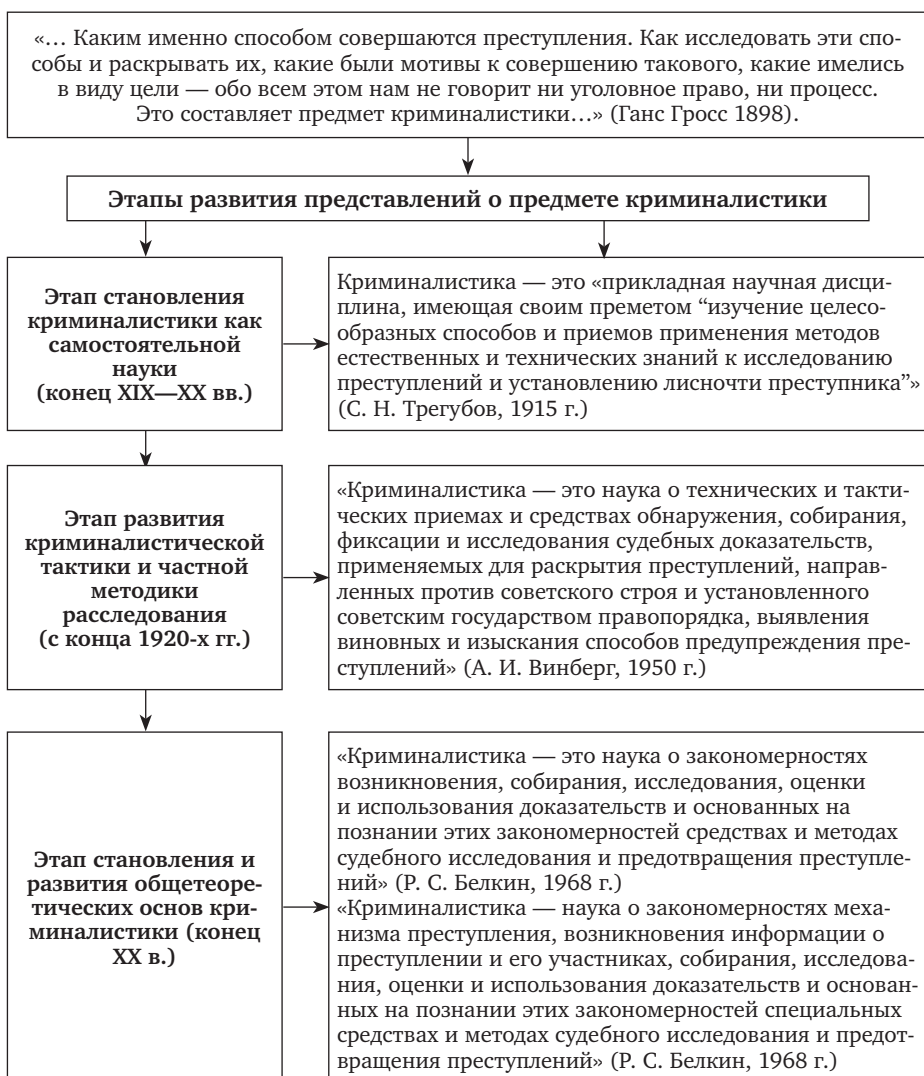 «… Каким именно способом совершаются преступления. Как исследовать эти спо-
собы и раскрывать их, какие были мотивы к совершению такового, какие имелись
в виду цели — обо всем этом нам не говорит ни уголовное право, ни процесс.
Это составляет предмет криминалистики…» (Ганс Гросс 1898).
Этапы развития представлений о предмете криминалистики
Этап становления
криминалистики как
самостоятельной
науки
(конец XIX—XX вв.)
Криминалистика — это «прикладная научная дисци-
плина, имеющая своим преметом “изучение целесо-
образных способов и приемов применения методов
естественных и технических знаний к исследованию
преступлений и установлению лисночти преступника”»
(С. Н. Трегубов, 1915 г.)
Этап развития
криминалистической
тактики и частной
методики
расследования
(с конца 1920-х гг.)
«Криминалистика — это наука о технических и такти-
ческих приемах и средствах обнаружения, собирания,
фиксации и исследования судебных доказательств,
применяемых для раскрытия преступлений, направ-
ленных против советского строя и установленного
советским государством правопорядка, выявления
виновных и изыскания способов предупреждения пре-
ступлений» (А. И. Винберг, 1950 г.)
Этап становления и
развития общетеоре-
тических основ кри-
миналистики (конец
XX в.)
«Криминалистика — это наука о закономерностях
возникновения, собирания, исследования, оценки
и использования доказательств и основанных на
познании этих закономерностей средствах и методах
судебного исследования и предотвращения преступле-
ний» (Р. С. Белкин, 1968 г.)
«Криминалистика — наука о закономерностях меха-
низма преступления, возникновения информации о
преступлении и его участниках, собирания, исследова-
ния, оценки и использования доказательств и основан-
ных на познании этих закономерностей специальных
средствах и методах судебного исследования и предот-
вращения преступлений» (Р. С. Белкин, 1968 г.)